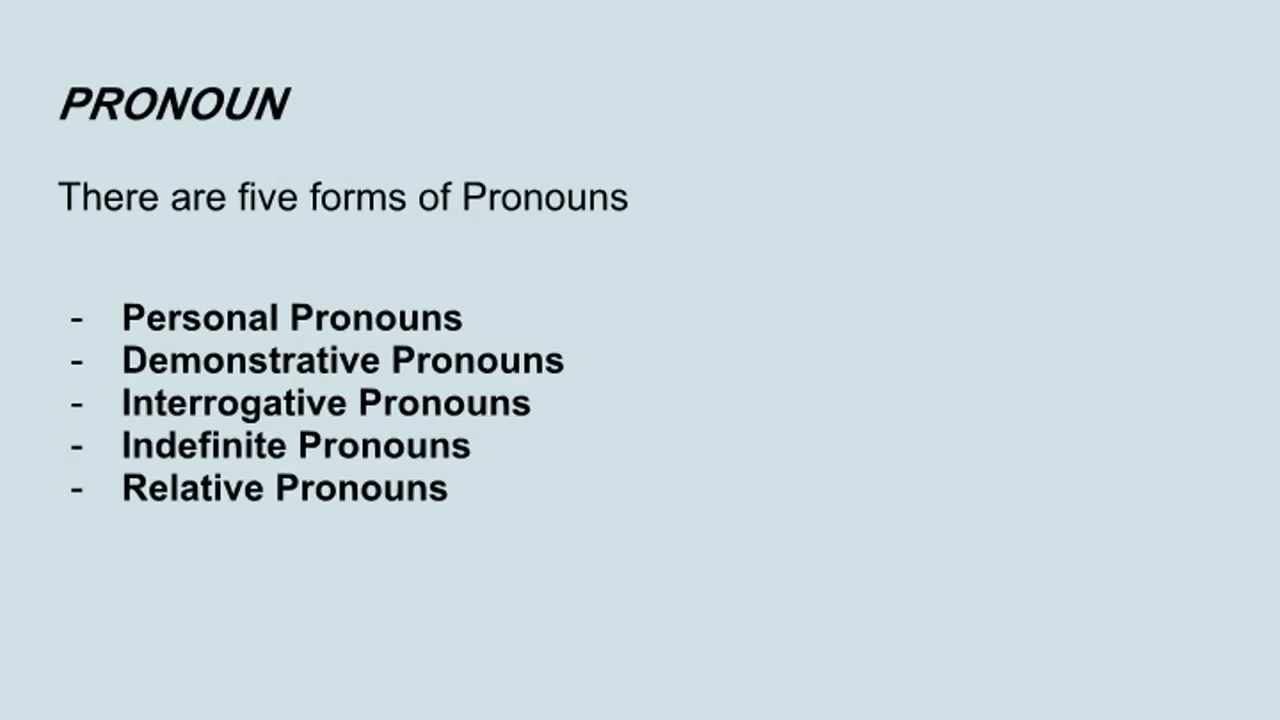 PRONOUN
There are five forms of Pronouns
- Personal Pronouns
- Demonstrative Pronouns
- Interrogative Pronouns
- Indefinite Pronouns
- Relative Pronouns